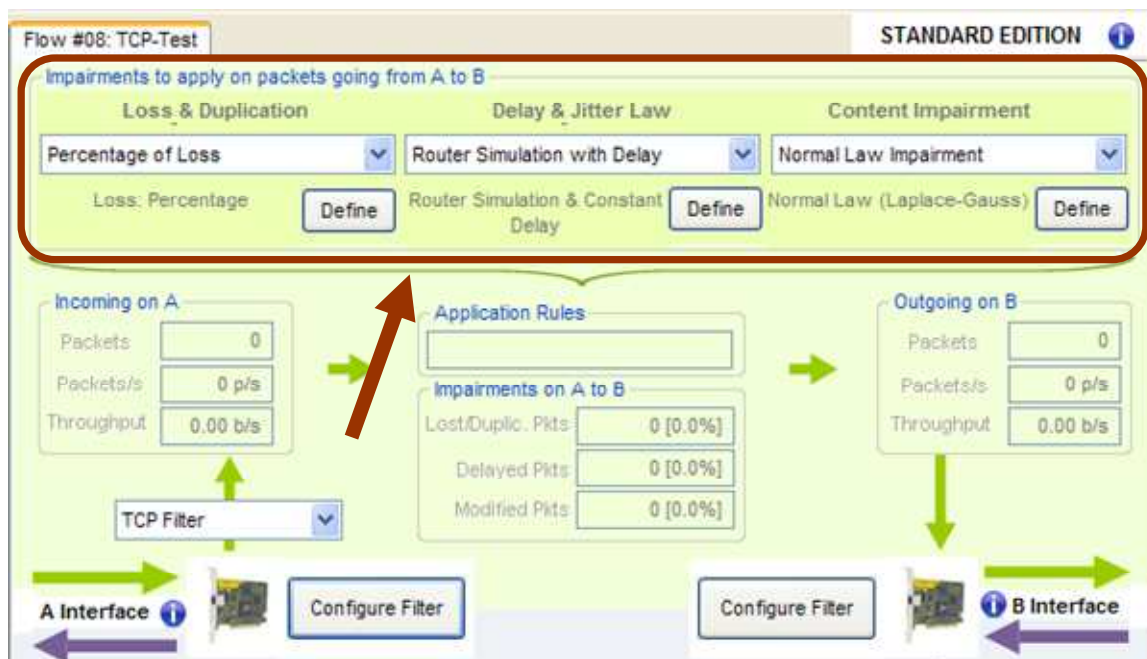 Flow #08: TCP-Test
STANDARD EDITION
Impairments to apply on packets going from A to B
Loss & Duplication
Delay & Jitter Law
Content Impairment
Percentage of Loss
Router Simulation with Delay
Normal Law Impairment
Loss: Percentage
Define
Router Simulation & Constant
Delay
Define
Normal Law (Laplace-Gauss)
Define
Incoming on A
Packets 0
Packets/s 0 p/s
Throughput 0.00 b/s
Application Rules
Impairments on A to B
Lost/Duplic. Pkts 0 [0.0%]
Delayed Pkts 0 [0.0%]
Modified Pkts 0 [0.0%]
Outgoing on B
Packets 0
Packets/s 0 p/s
Throughput 0.00 b/s
TCP Filter
A Interface
Configure Filter
Configure Filter
B Interface